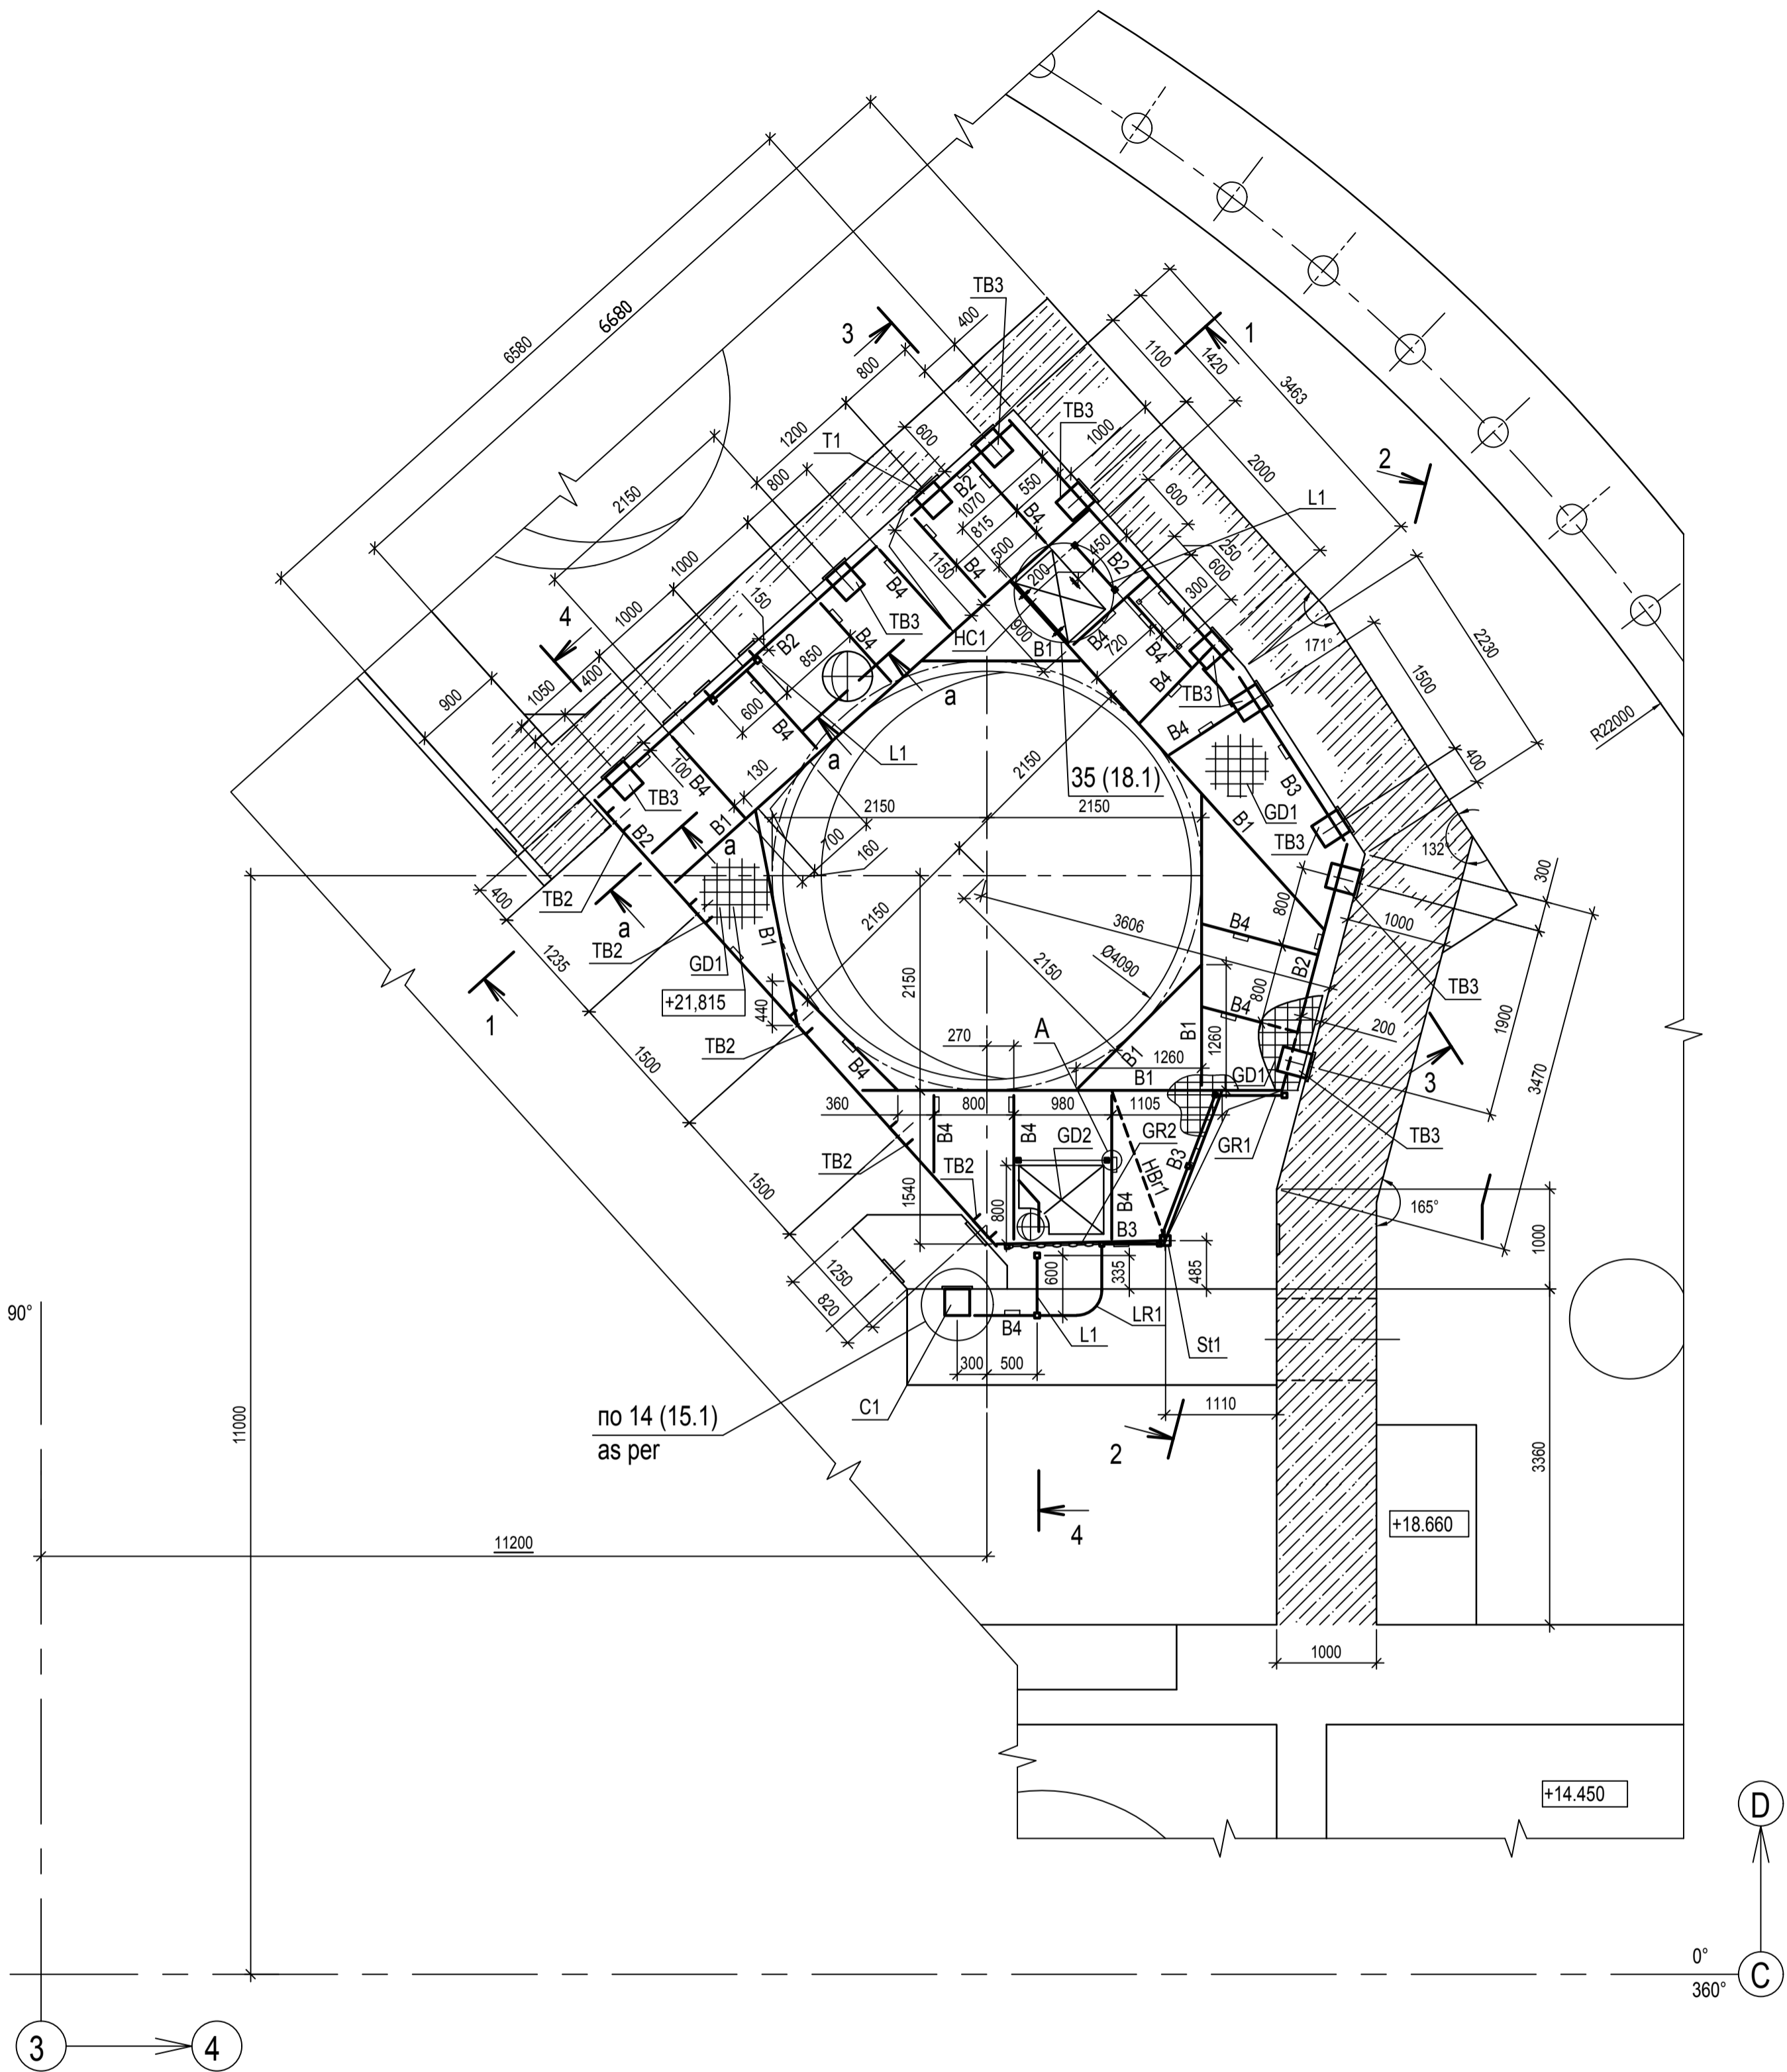 6580
6680
TB3
3
400
1
1100
1420
800
3463
TB3
1000
1200
T1
600
2
800
550
2000
2150
B2
1070
815
B4
600
L1
1000
500
450
B2
250
600
1150
B4
200
300
150
B4
TB3
4
1000
HC1
900
B1
B4
720
B4
171°
2230
B2
850
B4
1050
400
900
a
TB3
B4
1500
600
B4
B4
R22000
a
L1
2150
35 (18.1)
B3
400
100
B4
130
TB3
2150
2150
GD1
B1
B2
B1
TB3
132°
a
700
160
300
400
TB2
2150
B1
3606
800
1000
B4
a
TB2
GD1
2150
Ø4090
B2
1235
+21,815
2150
800
TB3
440
B4
200
1900
1
270
A
B1
1260
TB2
B1
1260
3
3470
1500
B4
B1
GD1
360
800
980
1105
B4
B4
GD2
GR2
GR1
TB3
TB2
TB2
B3
HBr1
1540
800
B4
165°
1500
B3
1000
1250
600
335
485
820
90°
B4
L1
LR1
St1
300
500
C1
1110
по 14 (15.1)
as per
2
11000
3360
+18.660
4
11200
1000
+14.450
D
0°
360°
C
3
4